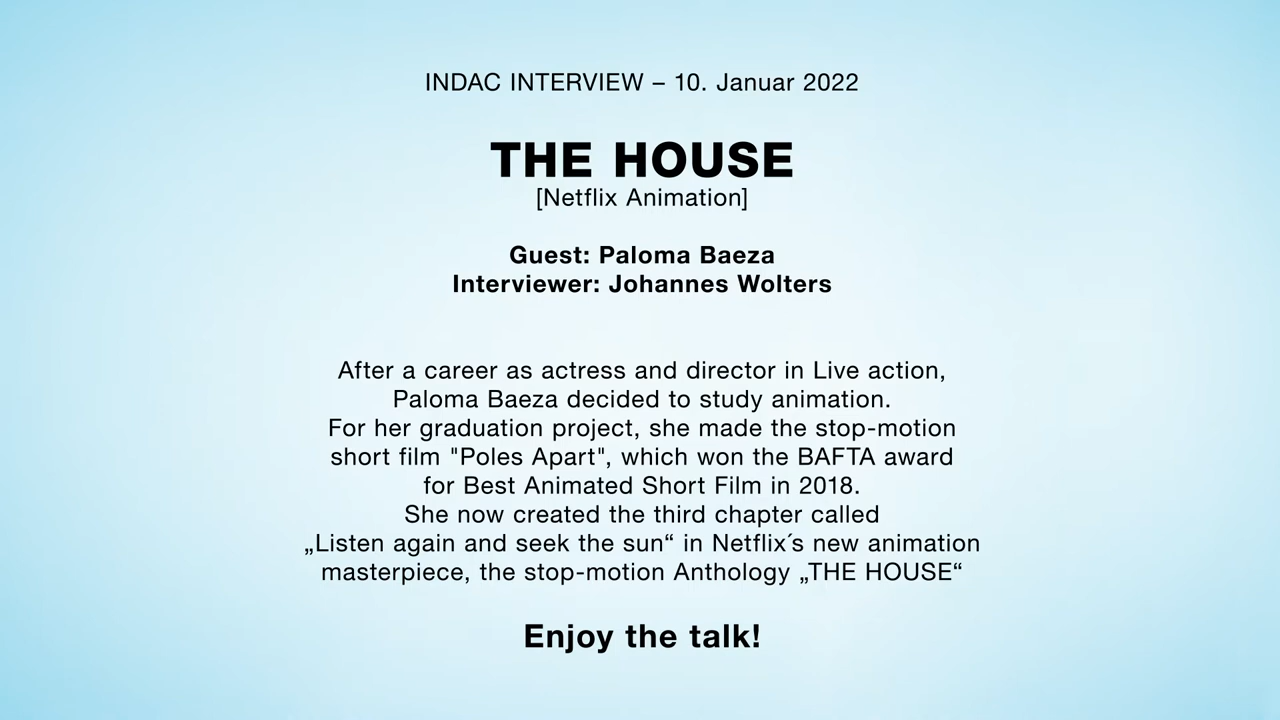 INDAC INTERVIEW – 10. Januar 2022
THE HOUSE
[Netflix Animation]
Guest: Paloma Baeza
Interviewer: Johannes Wolters
After a career as actress and director in Live action,
Paloma Baeza decided to study animation.
For her graduation project, she made the stop-motion
short film "Poles Apart", which won the BAFTA award
for Best Animated Short Film in 2018.
She now created the third chapter called
„Listen again and seek the sun“ in Netflix´s new animation
masterpiece, the stop-motion Anthology „THE HOUSE“
Enjoy the talk!